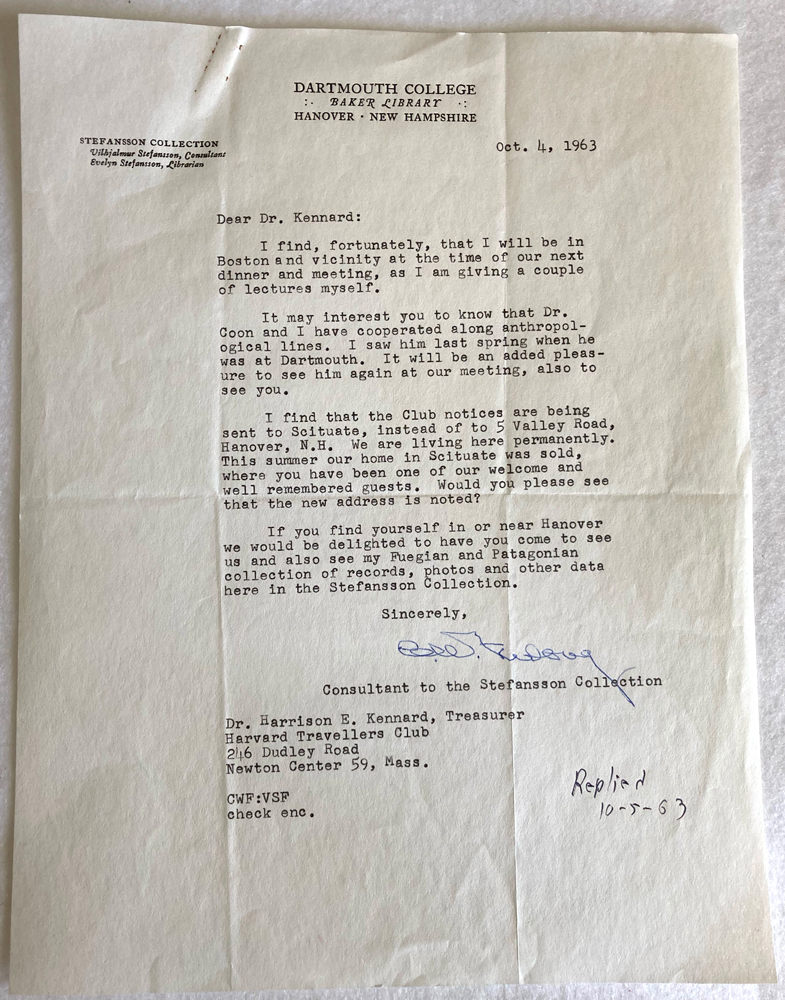 DARTMOUTH COLLEGE
:· BAKER LIBRARY ·:
HANOVER · NEW HAMPSHIRE
STEFANSSON COLLECTION
Vilhjalmur Stefansson, Consultant
Evelyn Stefansson, Librarian
Oct. 4, 1963
Dear Dr. Kennard:
I find, fortunately, that I will be in
Boston and vicinity at the time of our next
dinner and meeting, as I am giving a couple
of lectures myself.
It may interest you to know that Dr.
Coon and I have cooperated along anthropol-
ogical lines. I saw him last spring when he
was at Dartmouth. It will be an added pleas-
ure to see him again at our meeting, also to
see you.
I find that the Club notices are being
sent to Scituate, instead of to 5 Valley Road,
Hanover, N.H. We are living here permanently.
This summer our home in Scituate was sold,
where you have been one of our welcome and
well remembered guests. Would you please see
that the new address is noted?
If you find yourself in or near Hanover
we would be delighted to have you come to see
us and also see my Fuegian and Patagonian
collection of records, photos and other data
here in the Stefansson Collection.
Sincerely,
Consultant to the Stefansson Collection
Dr. Harrison E. Kennard, Treasurer
Harvard Travellers Club
246 Dudley Road
Newton Center 59, Mass.
CWF:VSF
check enc.
Replied
10-5-63